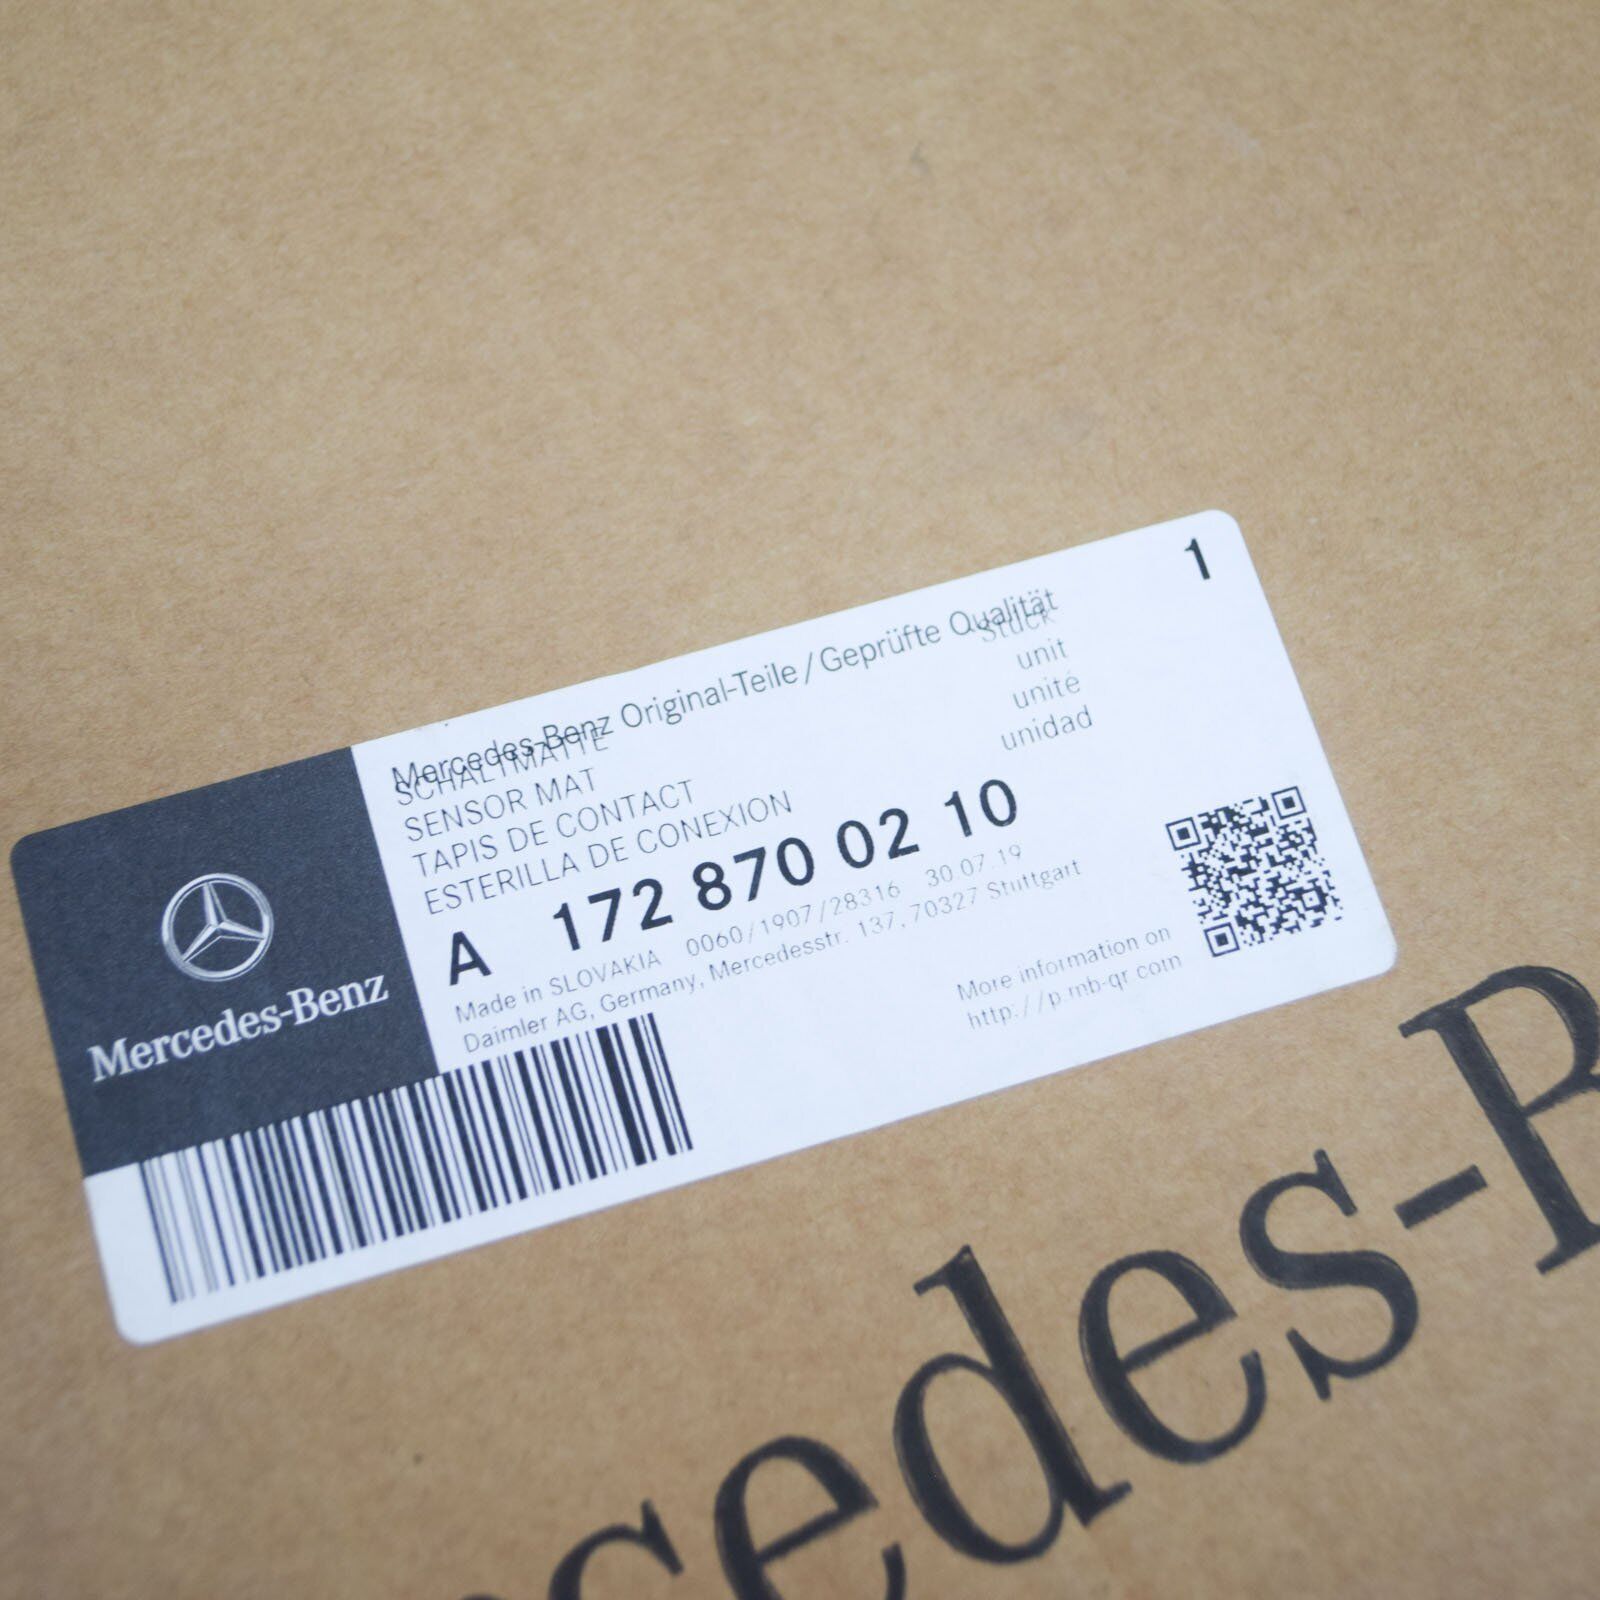 Mercedes-Benz Original-Teile / Geprüfte Qualität
1
Stück
unit
unité
unidad
SCHALTMATTE
SENSOR MAT
TAPIS DE CONTACT
ESTERILLA DE CONEXION
A 172 870 02 10
Made in SLOVAKIA 0060/1907/28316 30.07.19
Daimler AG, Germany, Mercedesstr. 137, 70327 Stuttgart
More information on
http://p.mb-qr.com
Mercedes-Benz
cedes-B